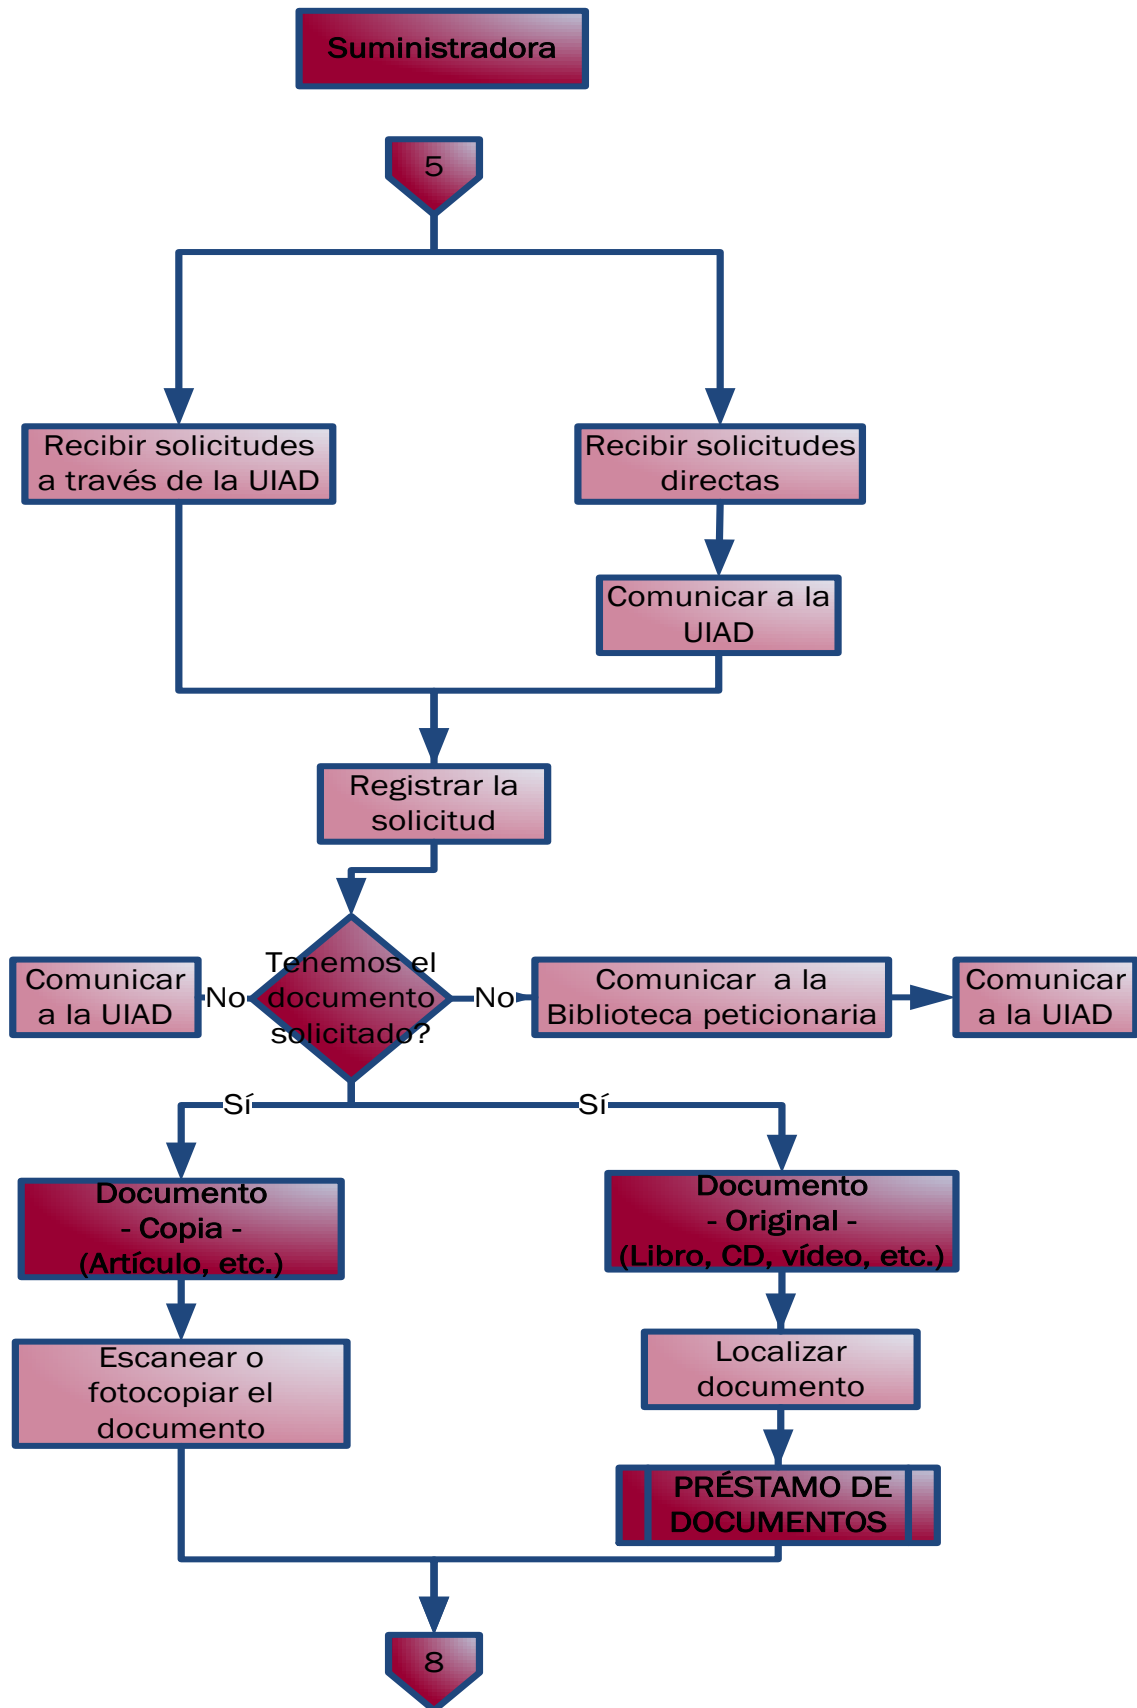 Suministradora
5
Recibir solicitudes
a través de la UIAD
Recibir solicitudes
directas
Comunicar a la
UIAD
Registrar la
solicitud
Comunicar
a la UIAD
No
Tenemos el
documento
solicitado?
No
Comunicar a la
Biblioteca peticionaria
Comunicar
a la UIAD
Sí
Sí
Documento
- Copia -
(Artículo, etc.)
Documento
- Original -
(Libro, CD, vídeo, etc.)
Escanear o
fotocopiar el
documento
Localizar
documento
PRÉSTAMO DE
DOCUMENTOS
8